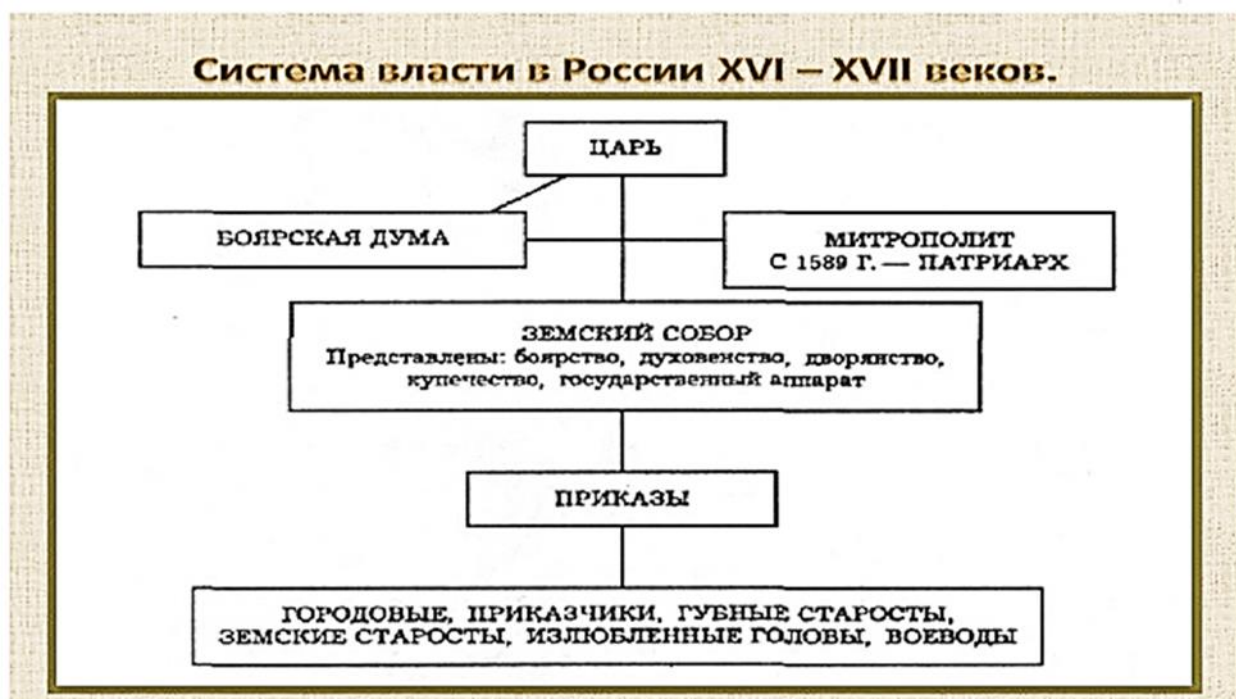 Система власти в России XVI – XVII веков.
ЦАРЬ
БОЯРСКАЯ ДУМА
МИТРОПОЛИТ
С 1589 Г. — ПАТРИАРХ
ЗЕМСКИЙ СОБОР
Представлены: боярство, духовенство, дворянство,
купечество, государственный аппарат
ПРИКАЗЫ
ГОРОДОВЫЕ, ПРИКАЗЧИКИ, ГУБНЫЕ СТАРОСТЫ,
ЗЕМСКИЕ СТАРОСТЫ, ИЗЛЮБЛЕННЫЕ ГОЛОВЫ, ВОЕВОДЫ